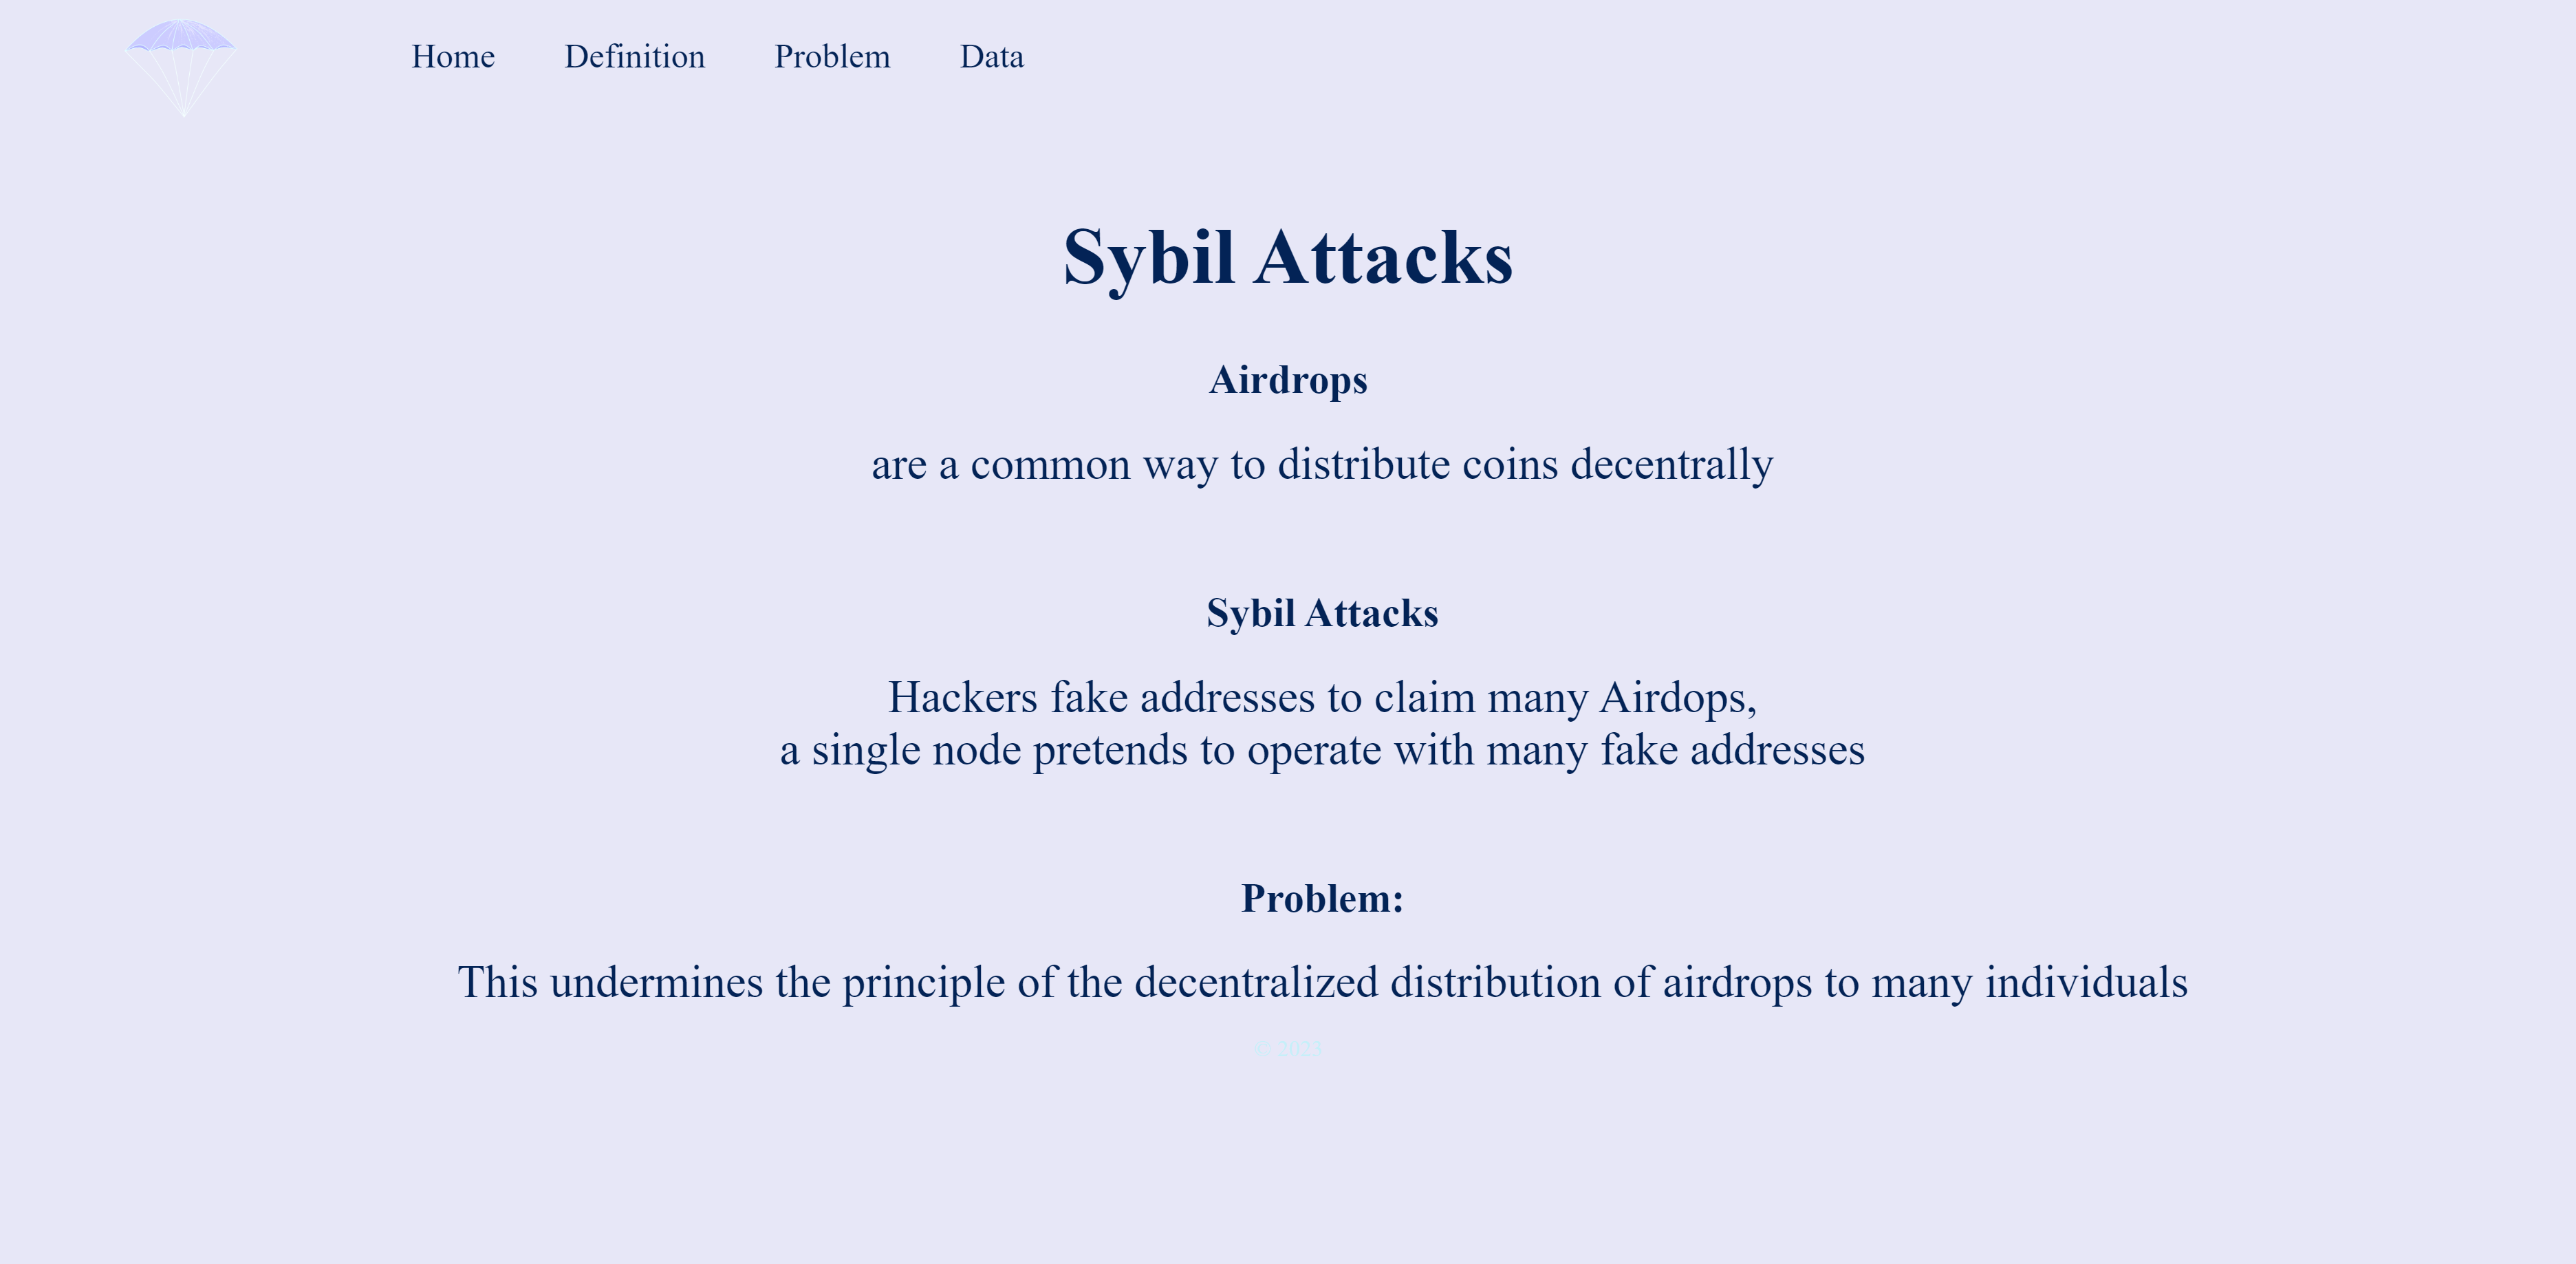 Home Definition Problem Data
Sybil Attacks
Airdrops
are a common way to distribute coins decentrally
Sybil Attacks
Hackers fake addresses to claim many Airdops,
a single node pretends to operate with many fake addresses
Problem:
This undermines the principle of the decentralized distribution of airdrops to many individuals
© 2023